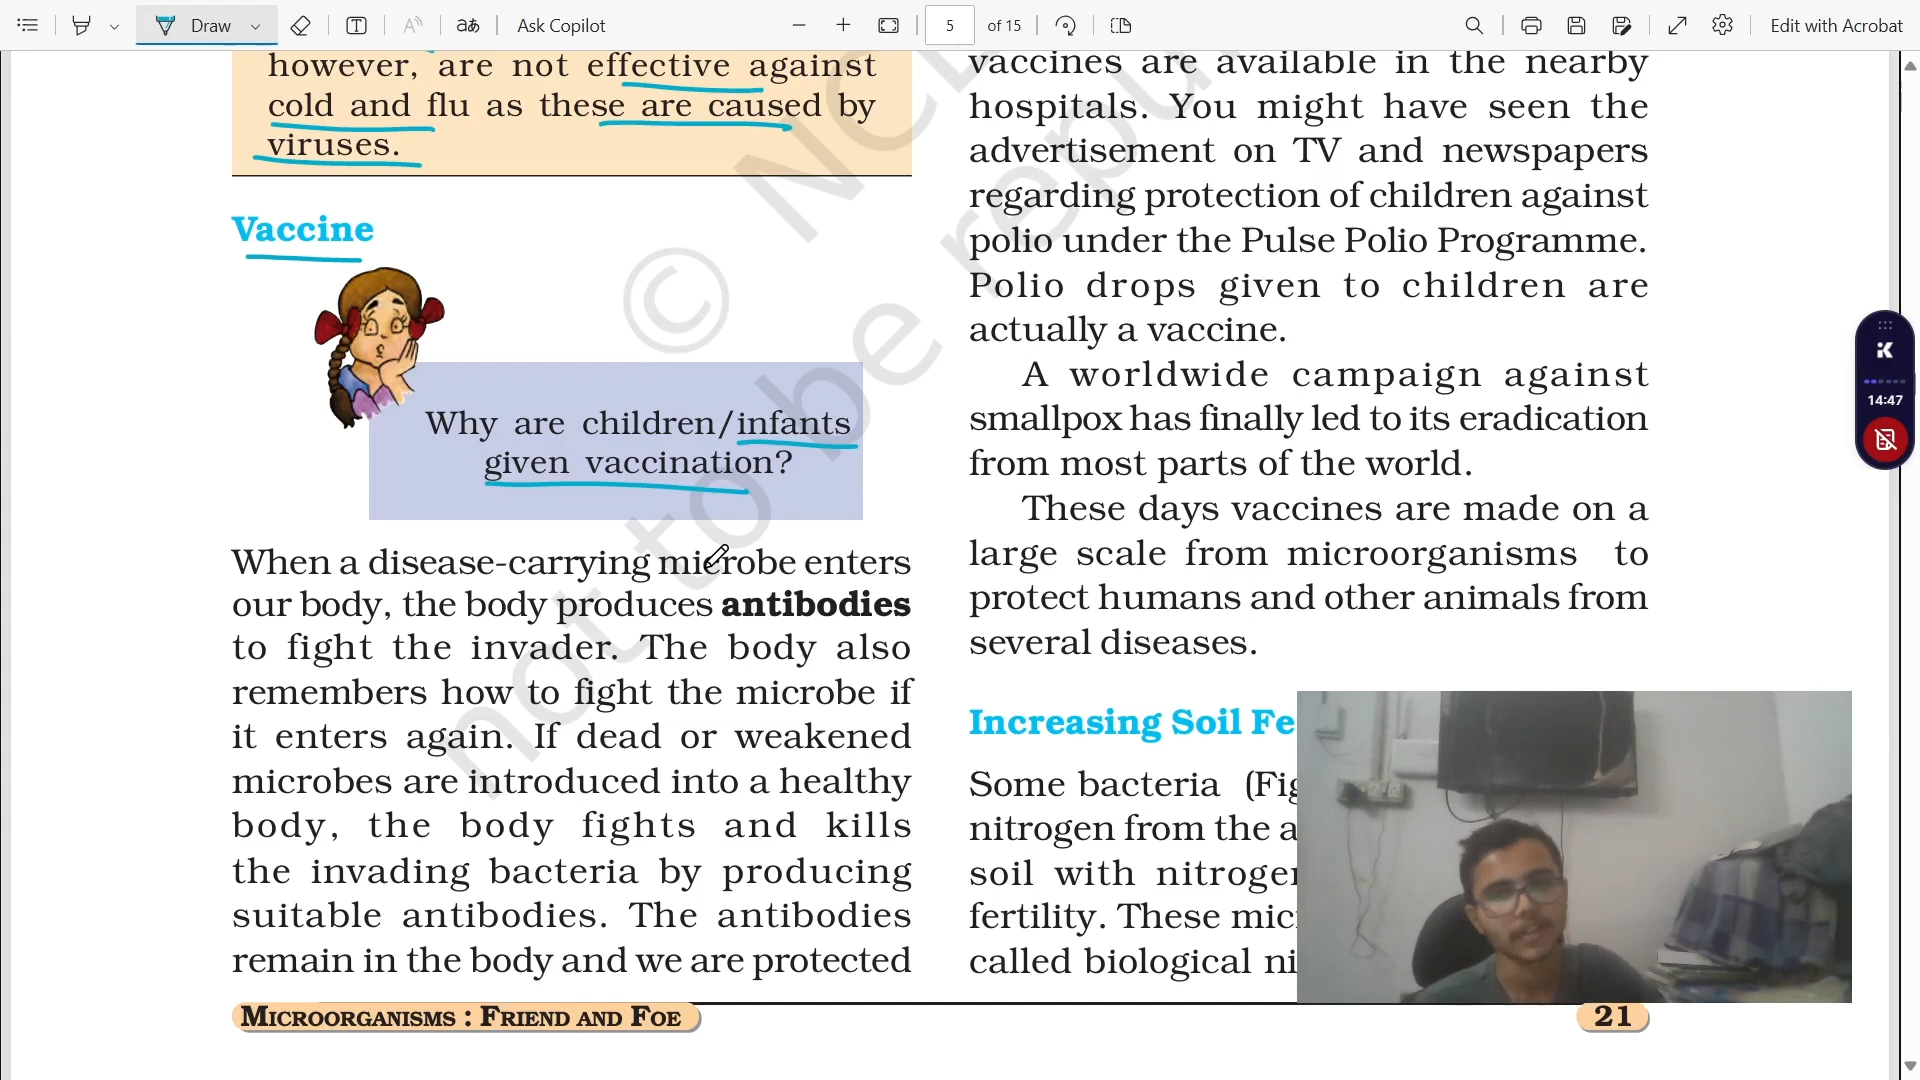 Draw
Ask Copilot
5 of 15
Edit with Acrobat
however, are not effective against
cold and flu as these are caused by
viruses.
Vaccine
Why are children/infants
given vaccination?
When a disease-carrying microbe enters
our body, the body produces antibodies
to fight the invader. The body also
remembers how to fight the microbe if
it enters again. If dead or weakened
microbes are introduced into a healthy
body, the body fights and kills
the invading bacteria by producing
suitable antibodies. The antibodies
remain in the body and we are protected
vaccines are available in the nearby
hospitals. You might have seen the
advertisement on TV and newspapers
regarding protection of children against
polio under the Pulse Polio Programme.
Polio drops given to children are
actually a vaccine.
A worldwide campaign against
smallpox has finally led to its eradication
from most parts of the world.
These days vaccines are made on a
large scale from microorganisms to
protect humans and other animals from
several diseases.
Increasing Soil Fe
Some bacteria (Fig
nitrogen from the a
soil with nitrogen
fertility. These mic
called biological ni
MICROORGANISMS : FRIEND AND FOE
21
© NCE
not to be repu
14:47